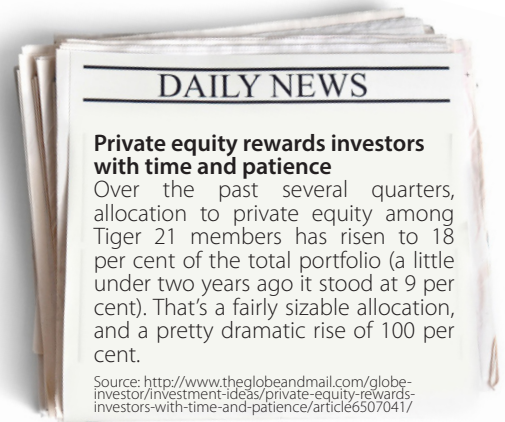 DAILY NEWS
Private equity rewards investors
with time and patience
Over the past several quarters,
allocation to private equity among
Tiger 21 members has risen to 18
per cent of the total portfolio (a little
under two years ago it stood at 9 per
cent). That's a fairly sizable allocation,
and a pretty dramatic rise of 100 per
cent.
Source: http://www.theglobeandmail.com/globe-
investor/investment-ideas/private-equity-rewards-
investors-with-time-and-patience/article6507041/